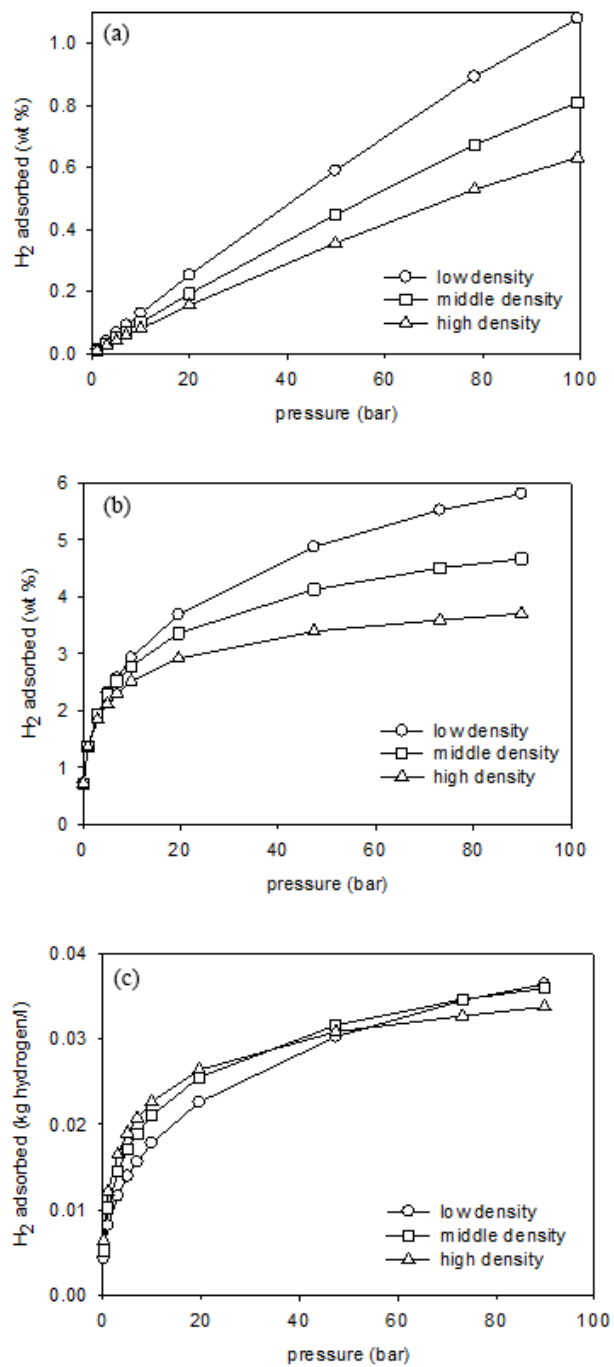 (a)
H2 adsorbed (wt %)
1.0
0.8
0.6
0.4
0.2
0.0
low density
middle density
high density
0 20 40 60 80 100
pressure (bar)
(b)
H2 adsorbed (wt %)
6
5
4
3
2
1
0
low density
middle density
high density
0 20 40 60 80 100
pressure (bar)
(c)
H2 adsorbed (kg hydrogen/l)
0.04
0.03
0.02
0.01
0.00
low density
middle density
high density
0 20 40 60 80 100
pressure (bar)